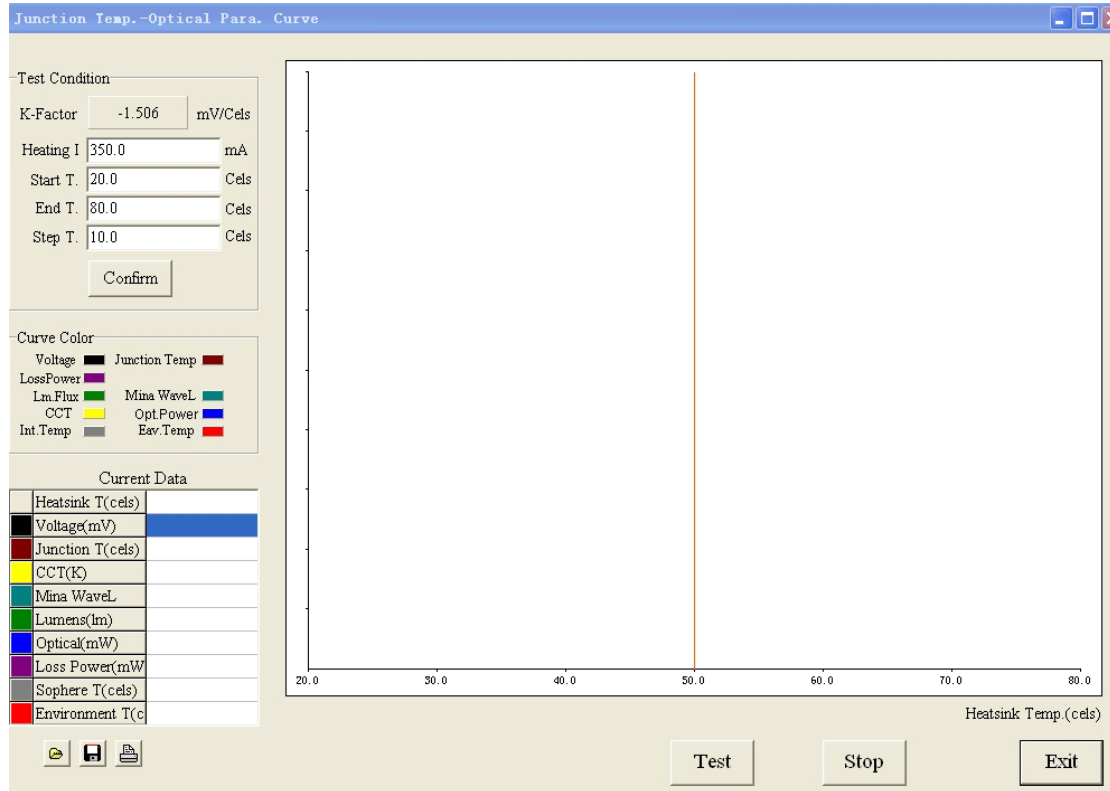 Junction Temp.-Optical Para. Curve
Test Condition
K-Factor -1.506 mV/Cels
Heating I 350.0 mA
Start T. 20.0 Cels
End T. 80.0 Cels
Step T. 10.0 Cels
Confirm
Curve Color
Voltage Junction Temp
LossPower
Lm.Flux Mina WaveL
CCT Opt.Power
Int.Temp Eav.Temp
Current Data
Heatsink T(cels)
Voltage(mV)
Junction T(cels)
CCT(K)
Mina WaveL
Lumens(lm)
Optical(mW)
Loss Power(mW
Sophere T(cels)
Environment T(c
20.0 30.0 40.0 50.0 60.0 70.0 80.0
Heatsink Temp.(cels)
Test Stop Exit